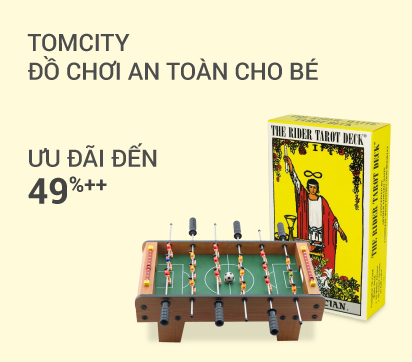 TOMCITY
ĐỒ CHƠI AN TOÀN CHO BÉ
ƯU ĐÃI ĐẾN
49%++
THE RIDER TAROT DECK
THE RIDER TAROT DECK